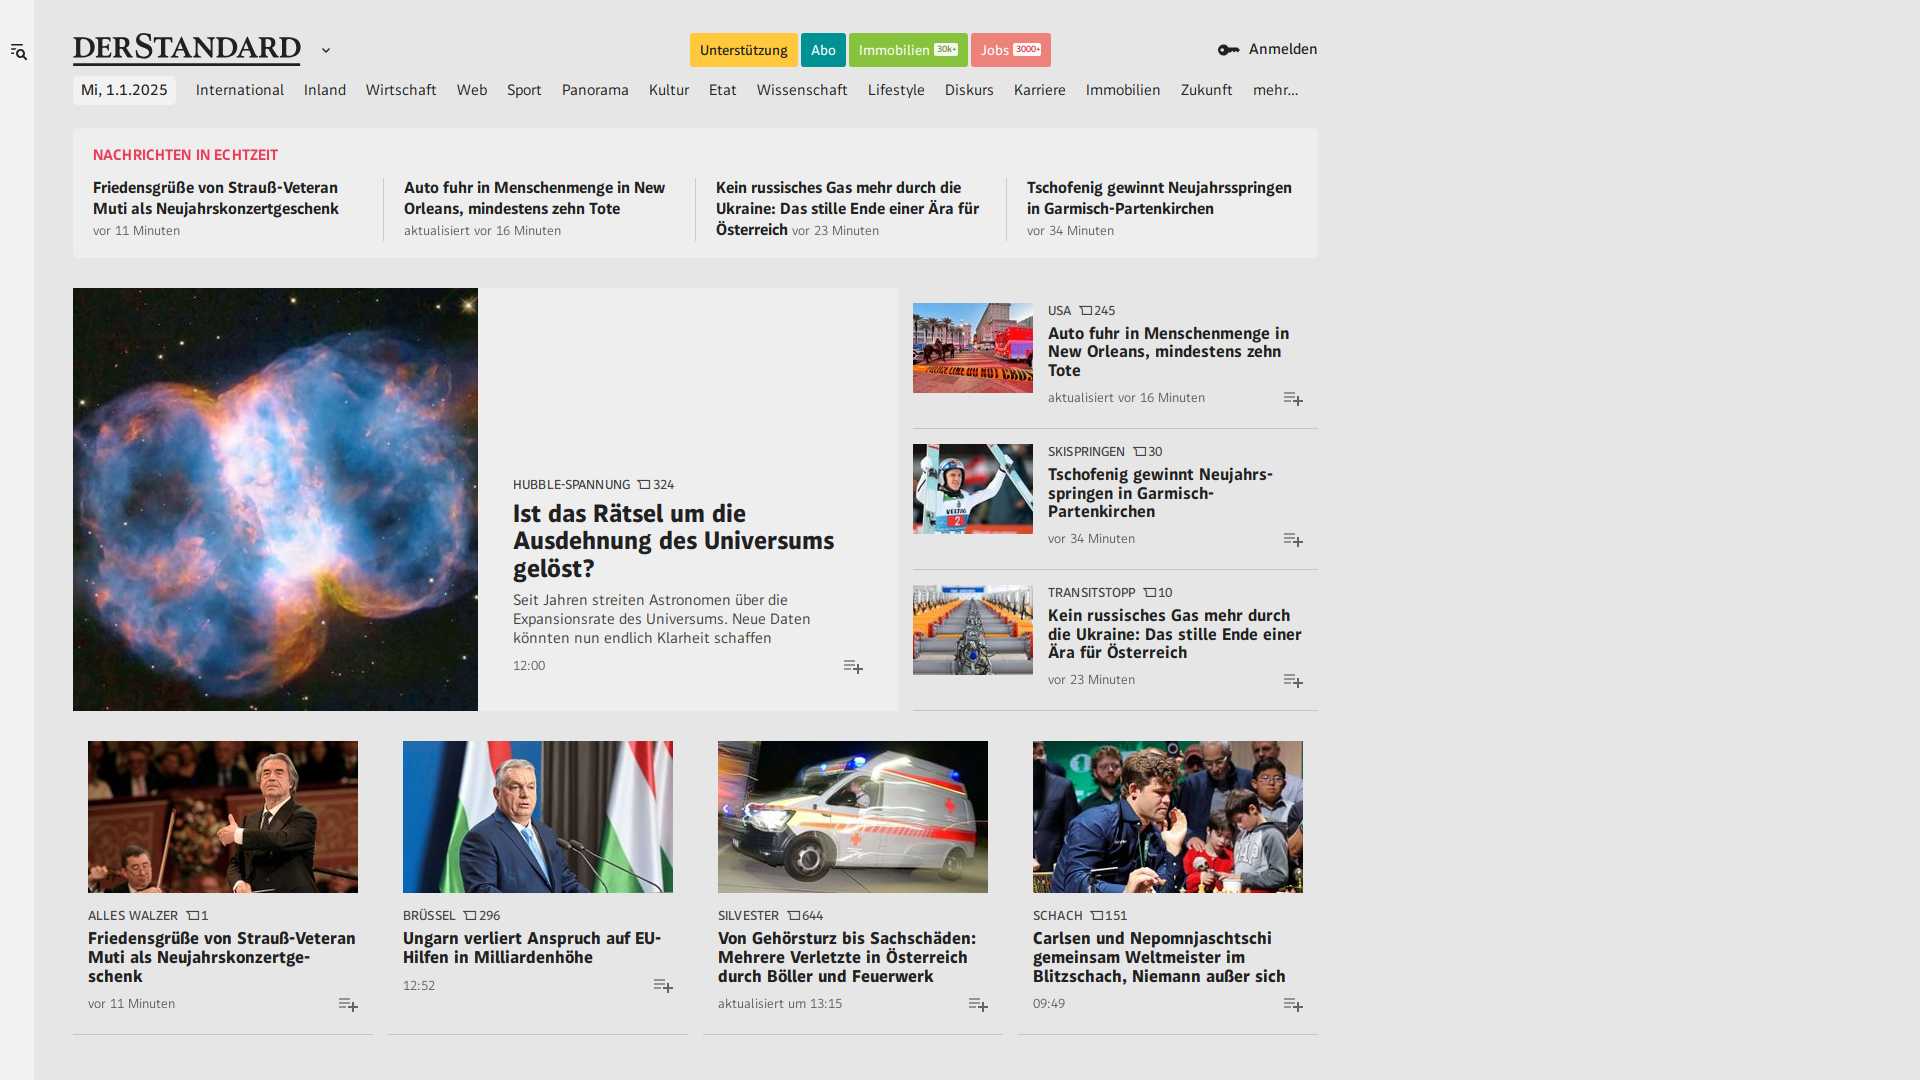 DERSTANDARD
Unterstützung
Abo
Immobilien 30k+
Jobs 3000+
Anmelden
Mi, 1.1.2025
International
Inland
Wirtschaft
Web
Sport
Panorama
Kultur
Etat
Wissenschaft
Lifestyle
Diskurs
Karriere
Immobilien
Zukunft
mehr...
NACHRICHTEN IN ECHTZEIT
Friedensgrüße von Strauß-Veteran
Muti als Neujahrskonzertgeschenk
vor 11 Minuten
Auto fuhr in Menschenmenge in New
Orleans, mindestens zehn Tote
aktualisiert vor 16 Minuten
Kein russisches Gas mehr durch die
Ukraine: Das stille Ende einer Ära für
Österreich vor 23 Minuten
Tschofenig gewinnt Neujahrsspringen
in Garmisch-Partenkirchen
vor 34 Minuten
HUBBLE-SPANNUNG 324
Ist das Rätsel um die
Ausdehnung des Universums
gelöst?
Seit Jahren streiten Astronomen über die
Expansionsrate des Universums. Neue Daten
könnten nun endlich Klarheit schaffen
12:00
POLICE LINE DO NOT CROSS
USA 245
Auto fuhr in Menschenmenge in
New Orleans, mindestens zehn
Tote
aktualisiert vor 16 Minuten
2
SKISPRINGEN 30
Tschofenig gewinnt Neujahrs-
springen in Garmisch-
Partenkirchen
vor 34 Minuten
TRANSITSTOPP 10
Kein russisches Gas mehr durch
die Ukraine: Das stille Ende einer
Ära für Österreich
vor 23 Minuten
ALLES WALZER 1
Friedensgrüße von Strauß-Veteran
Muti als Neujahrskonzertge-
schenk
vor 11 Minuten
BRÜSSEL 296
Ungarn verliert Anspruch auf EU-
Hilfen in Milliardenhöhe
12:52
SILVESTER 644
Von Gehörsturz bis Sachschäden:
Mehrere Verletzte in Österreich
durch Böller und Feuerwerk
aktualisiert um 13:15
SCHACH 151
Carlsen und Nepomnjaschtschi
gemeinsam Weltmeister im
Blitzschach, Niemann außer sich
09:49